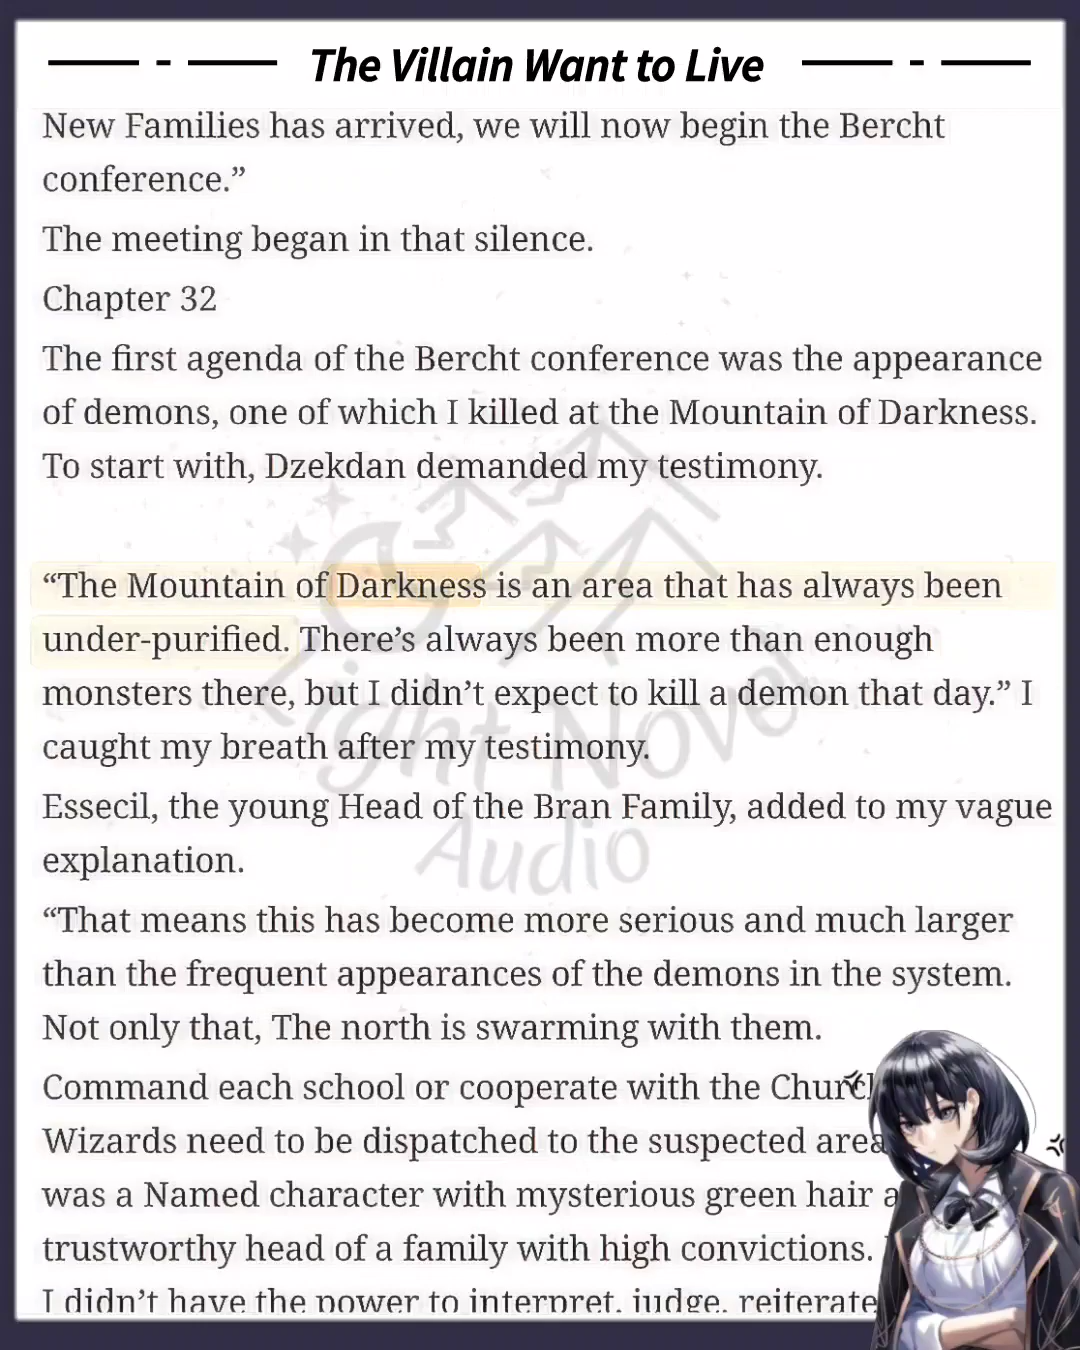 The Villain Want to Live
New Families has arrived, we will now begin the Bercht
conference.”
The meeting began in that silence.
Chapter 32
The first agenda of the Bercht conference was the appearance
of demons, one of which I killed at the Mountain of Darkness.
To start with, Dzekdan demanded my testimony.
“The Mountain of Darkness is an area that has always been
under-purified. There’s always been more than enough
monsters there, but I didn’t expect to kill a demon that day.” I
caught my breath after my testimony.
Essecil, the young Head of the Bran Family, added to my vague
explanation.
“That means this has become more serious and much larger
than the frequent appearances of the demons in the system.
Not only that, The north is swarming with them.
Command each school or cooperate with the
Wizards need to be dispatched to the suspected
was a Named character with mysterious green hair
trustworthy head of a family with high convictions.
I didn’t have the power to interpret, judge, reiterate
Light Novel
Audio